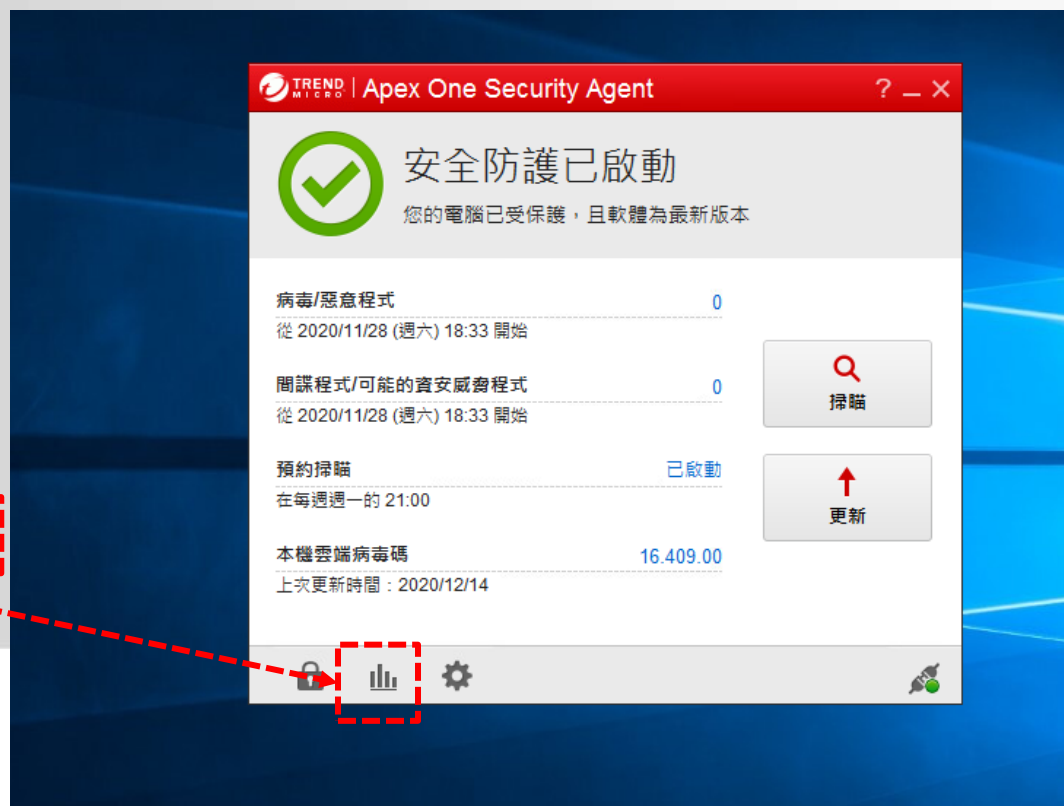 TREND MICRO | Apex One Security Agent
安全防護已啟動
您的電腦已受保護，且軟體為最新版本
病毒/惡意程式 0
從 2020/11/28 (週六) 18:33 開始
間諜程式/可能的資安威脅程式 0
從 2020/11/28 (週六) 18:33 開始
掃瞄
預約掃瞄 已啟動
在每週週一的 21:00
更新
本機雲端病毒碼 16.409.00
上次更新時間：2020/12/14